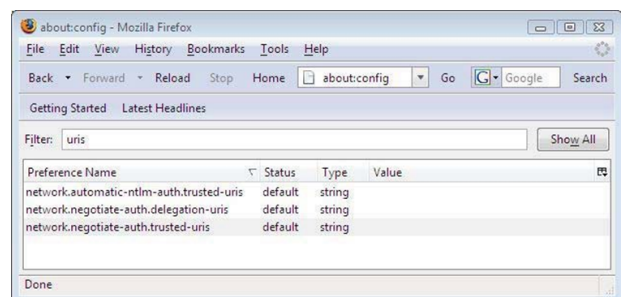 about:config - Mozilla Firefox
File Edit View History Bookmarks Tools Help
Back Forward Reload Stop Home about:config Go G Google Search
Getting Started Latest Headlines
Filter: uris Show All
Preference Name Status Type Value
network.automatic-ntlm-auth.trusted-uris default string
network.negotiate-auth.delegation-uris default string
network.negotiate-auth.trusted-uris default string
Done